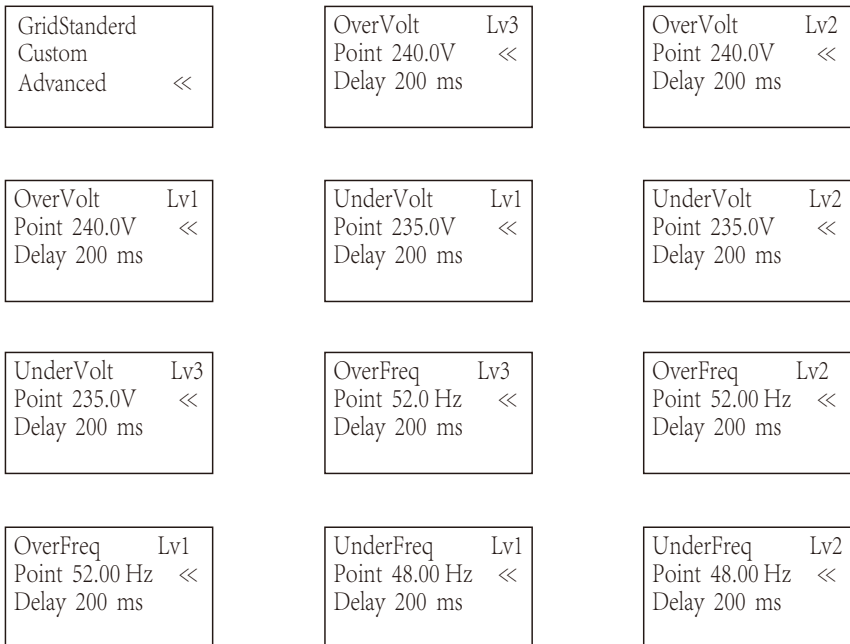 GridStanderd
Custom
Advanced <<
OverVolt Lv3
Point 240.0V <<
Delay 200 ms
OverVolt Lv2
Point 240.0V <<
Delay 200 ms
OverVolt Lv1
Point 240.0V <<
Delay 200 ms
UnderVolt Lv1
Point 235.0V <<
Delay 200 ms
UnderVolt Lv2
Point 235.0V <<
Delay 200 ms
UnderVolt Lv3
Point 235.0V <<
Delay 200 ms
OverFreq Lv3
Point 52.0 Hz <<
Delay 200 ms
OverFreq Lv2
Point 52.00 Hz <<
Delay 200 ms
OverFreq Lv1
Point 52.00 Hz <<
Delay 200 ms
UnderFreq Lv1
Point 48.00 Hz <<
Delay 200 ms
UnderFreq Lv2
Point 48.00 Hz <<
Delay 200 ms